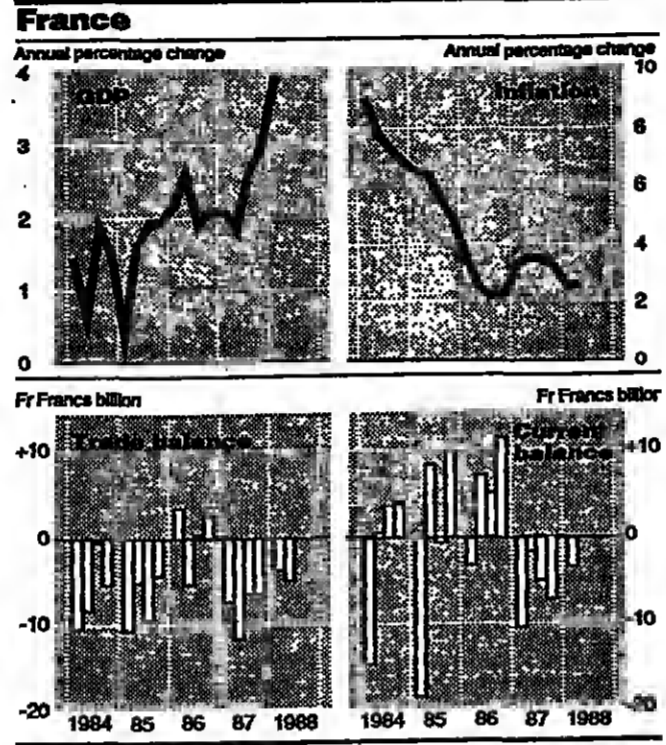 France
Annual percentage change
Annual percentage change
GDP
4
3
2
1
0
Inflation
10
8
6
4
2
0
Fr Francs billion
Fr Francs billion
Trade balance
+10
0
-10
-20
Current
balance
+10
0
-10
-20
1984 85 86 87 1988
1984 85 86 87 1988